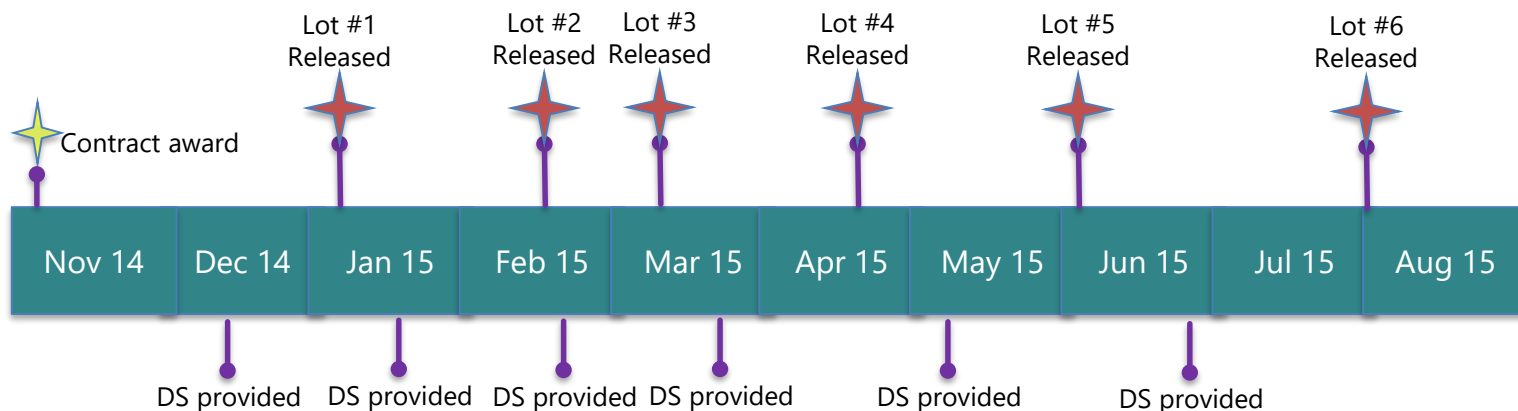 Lot #1
Released
Lot #2
Released
Lot #3
Released
Lot #4
Released
Lot #5
Released
Lot #6
Released
Contract award
Nov 14
Dec 14
Jan 15
Feb 15
Mar 15
Apr 15
May 15
Jun 15
Jul 15
Aug 15
DS provided
DS provided
DS provided
DS provided
DS provided
DS provided